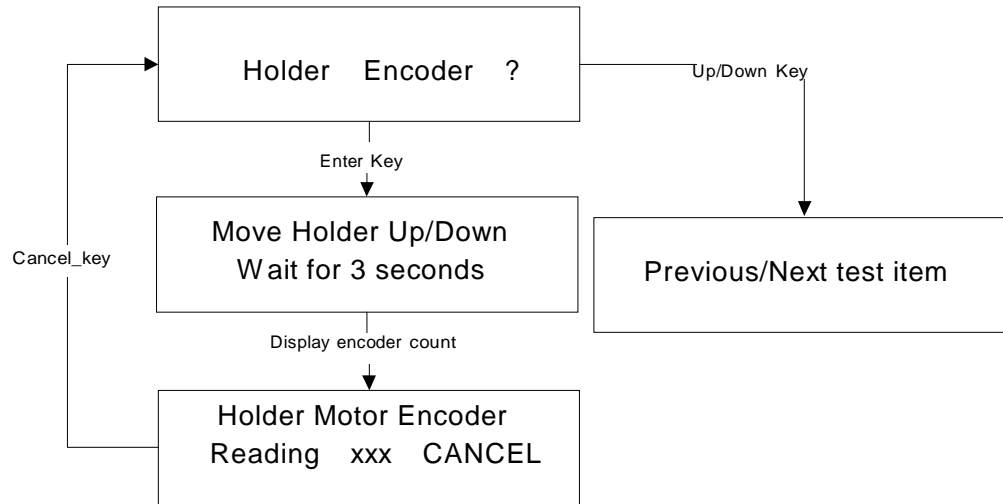 Holder Encoder ?
Up/Down Key
Enter Key
Move Holder Up/Down
Wait for 3 seconds
Cancel_key
Previous/Next test item
Display encoder count
Holder Motor Encoder
Reading xxx CANCEL